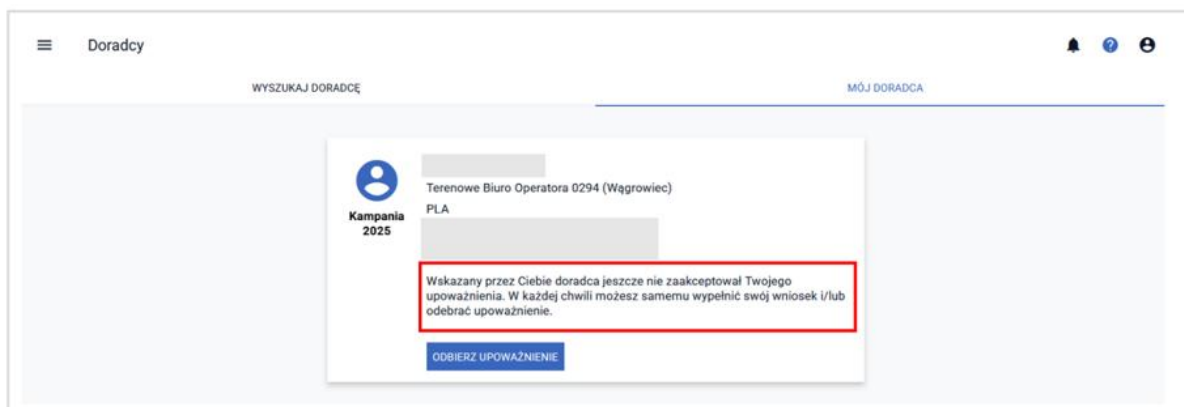 Doradcy
WYSZUKAJ DORADCĘ
MÓJ DORADCA
Kampania
2025
Terenowe Biuro Operatora 0294 (Wągrowiec)
PLA
Wskazany przez Ciebie doradca jeszcze nie zaakceptował Twojego
upoważnienia. W każdej chwili możesz samemu wypełnić swój wniosek i/lub
odebrać upoważnienie.
ODBIERZ UPOWAŻNIENIE